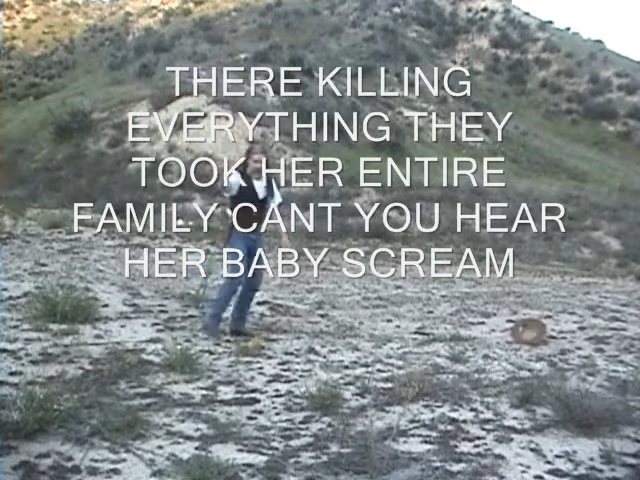 THERE KILLING
EVERYTHING THEY
TOOK HER ENTIRE
FAMILY CANT YOU HEAR
HER BABY SCREAM